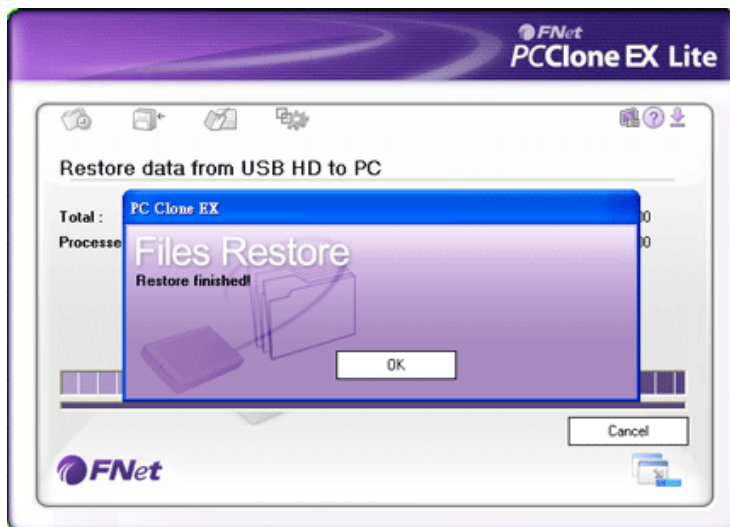 FNet
PCClone EX Lite
Restore data from USB HD to PC
Total :
PC Clone EX
Files Restore
Restore finished!
OK
Cancel
FNet